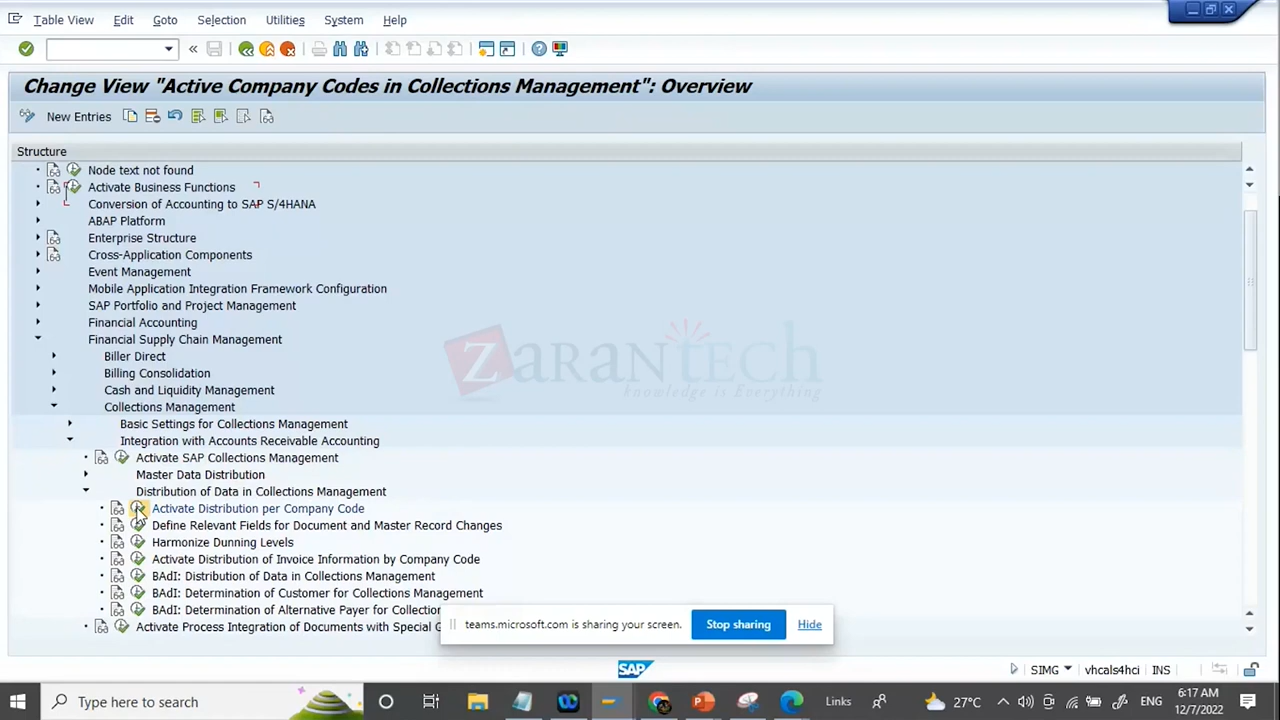 Table View Edit Goto Selection Utilities System Help
Change View "Active Company Codes in Collections Management": Overview
New Entries
Structure
Node text not found
Activate Business Functions
Conversion of Accounting to SAP S/4HANA
ABAP Platform
Enterprise Structure
Cross-Application Components
Event Management
Mobile Application Integration Framework Configuration
SAP Portfolio and Project Management
Financial Accounting
Financial Supply Chain Management
Biller Direct
Billing Consolidation
Cash and Liquidity Management
Collections Management
Basic Settings for Collections Management
Integration with Accounts Receivable Accounting
Activate SAP Collections Management
Master Data Distribution
Distribution of Data in Collections Management
Activate Distribution per Company Code
Define Relevant Fields for Document and Master Record Changes
Harmonize Dunning Levels
Activate Distribution of Invoice Information by Company Code
BAdI: Distribution of Data in Collections Management
BAdI: Determination of Customer for Collections Management
BAdI: Determination of Alternative Payer for Collection
Activate Process Integration of Documents with Special G
ZARANTECH
knowledge is Everything
teams.microsoft.com is sharing your screen. Stop sharing Hide
SAP
SIMG vhcals4hci INS
Type here to search
Links
27°C
ENG
6:17 AM
12/7/2022